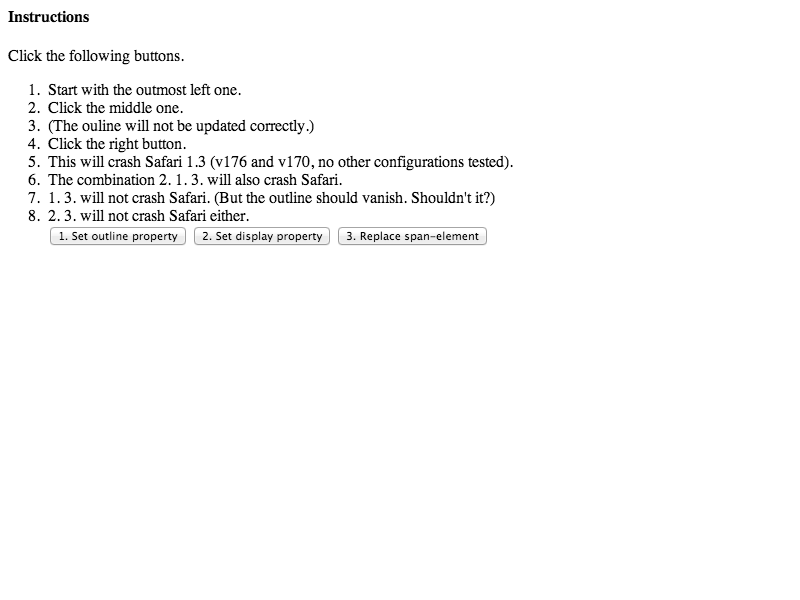 Instructions
Click the following buttons.
1. Start with the outmost left one.
2. Click the middle one.
3. (The ouline will not be updated correctly.)
4. Click the right button.
5. This will crash Safari 1.3 (v176 and v170, no other configurations tested).
6. The combination 2. 1. 3. will also crash Safari.
7. 1. 3. will not crash Safari. (But the outline should vanish. Shouldn't it?)
8. 2. 3. will not crash Safari either.
1. Set outline property 2. Set display property 3. Replace span-element